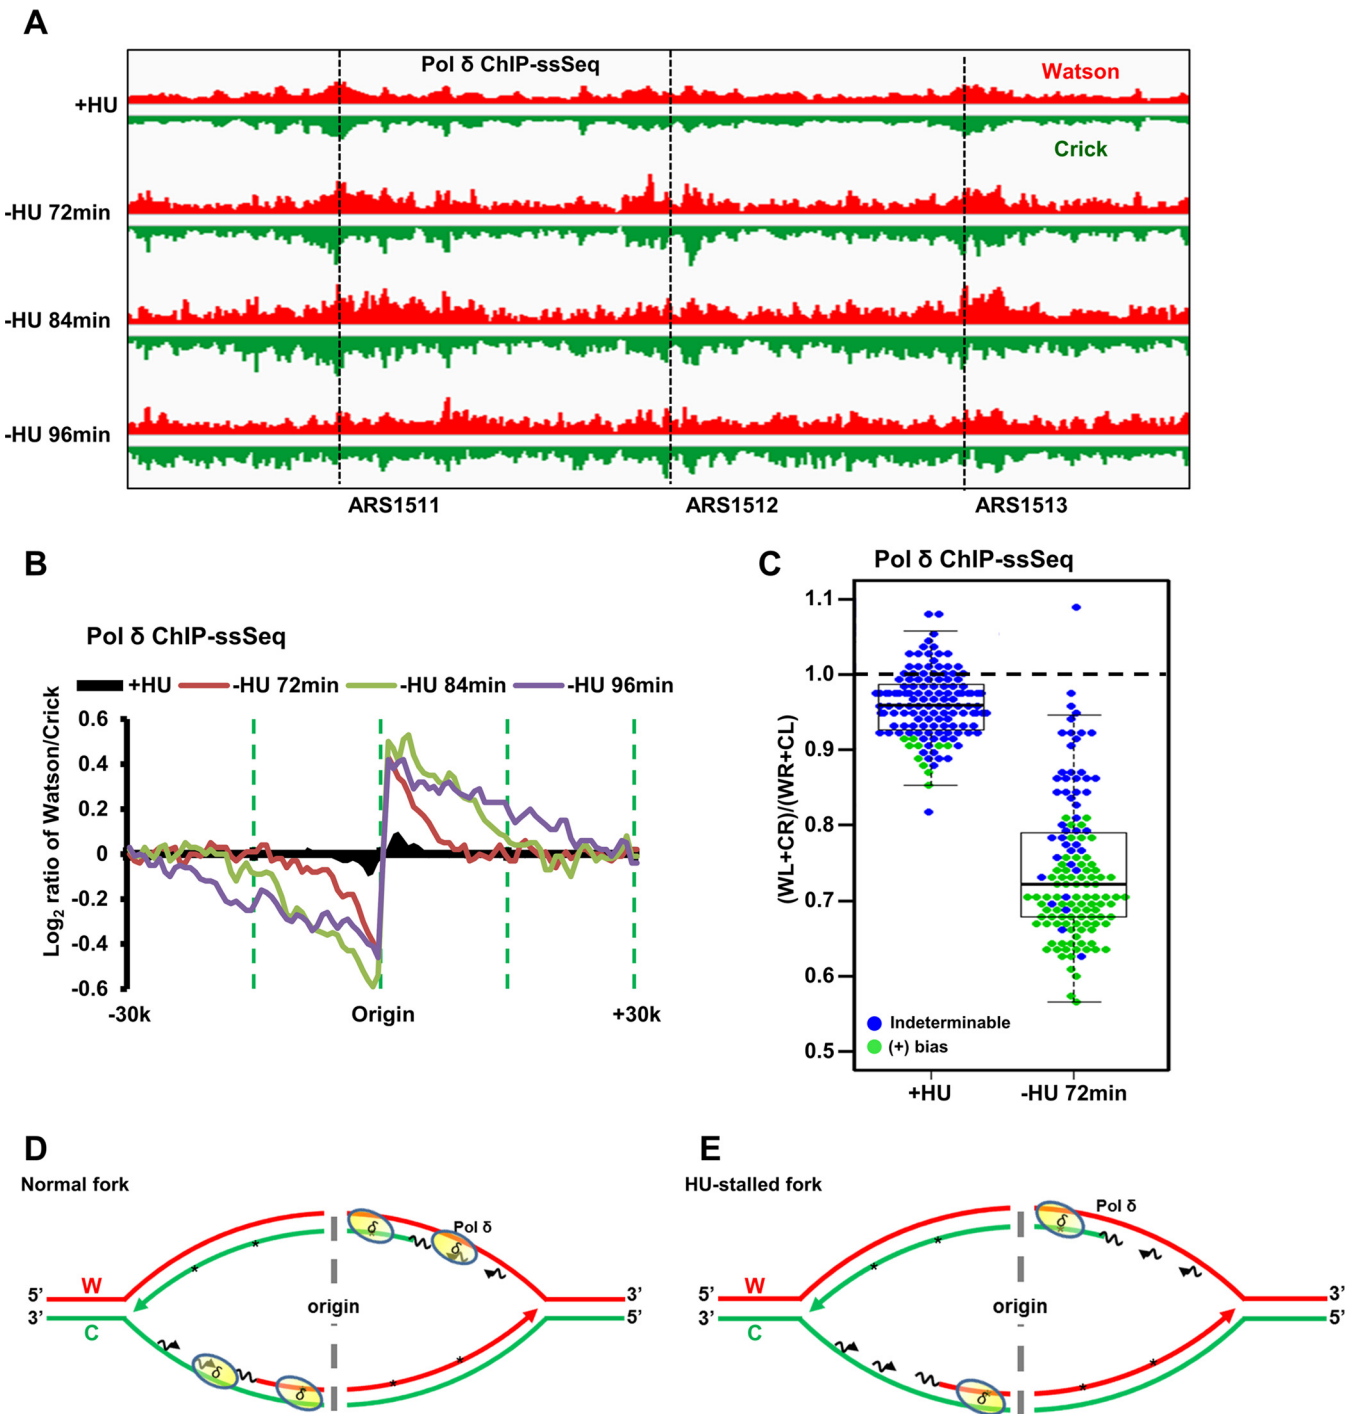 A
Pol δ ChIP-ssSeq
Watson
+HU
Crick
-HU 72min
-HU 84min
-HU 96min
ARS1511
ARS1512
ARS1513
B
Pol δ ChIP-ssSeq
+HU
-HU 72min
-HU 84min
-HU 96min
Log2 ratio of Watson/Crick
0.6
0.4
0.2
0
-0.2
-0.4
-0.6
-30k
Origin
+30k
C
Pol δ ChIP-ssSeq
(WL+CR)/(WR+CL)
1.1
1.0
0.9
0.8
0.7
0.6
0.5
Indeterminable
(+) bias
+HU
-HU 72min
D
Normal fork
δ
Pol δ
δ
5’
W
3’
3’
C
5’
origin
δ
δ
E
HU-stalled fork
δ
Pol δ
5’
W
3’
3’
C
5’
origin
δ